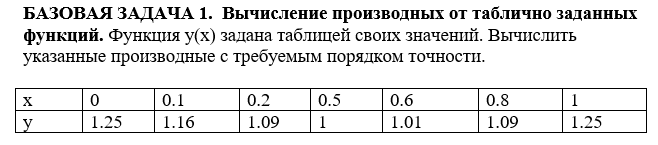 БАЗОВАЯ ЗАДАЧА 1. Вычисление производных от таблично заданных
функций. Функция y(x) задана таблицей своих значений. Вычислить
указанные производные с требуемым порядком точности.
x 0 0.1 0.2 0.5 0.6 0.8 1
y 1.25 1.16 1.09 1 1.01 1.09 1.25